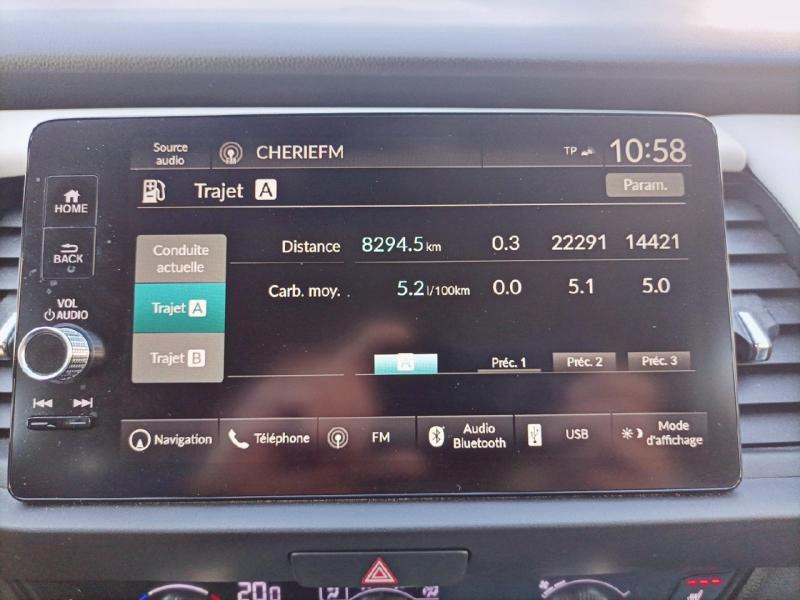 Source audio
FM
CHERIEFM
TP
10:58
Trajet A
Param.
HOME
BACK
VOL
AUDIO
Conduite actuelle
Trajet A
Trajet B
Distance 8294.5 km 0.3 22291 14421
Carb. moy. 5.2 l/100km 0.0 5.1 5.0
A Préc. 1 Préc. 2 Préc. 3
Navigation
Téléphone
FM
Audio Bluetooth
USB
Mode d'affichage
20